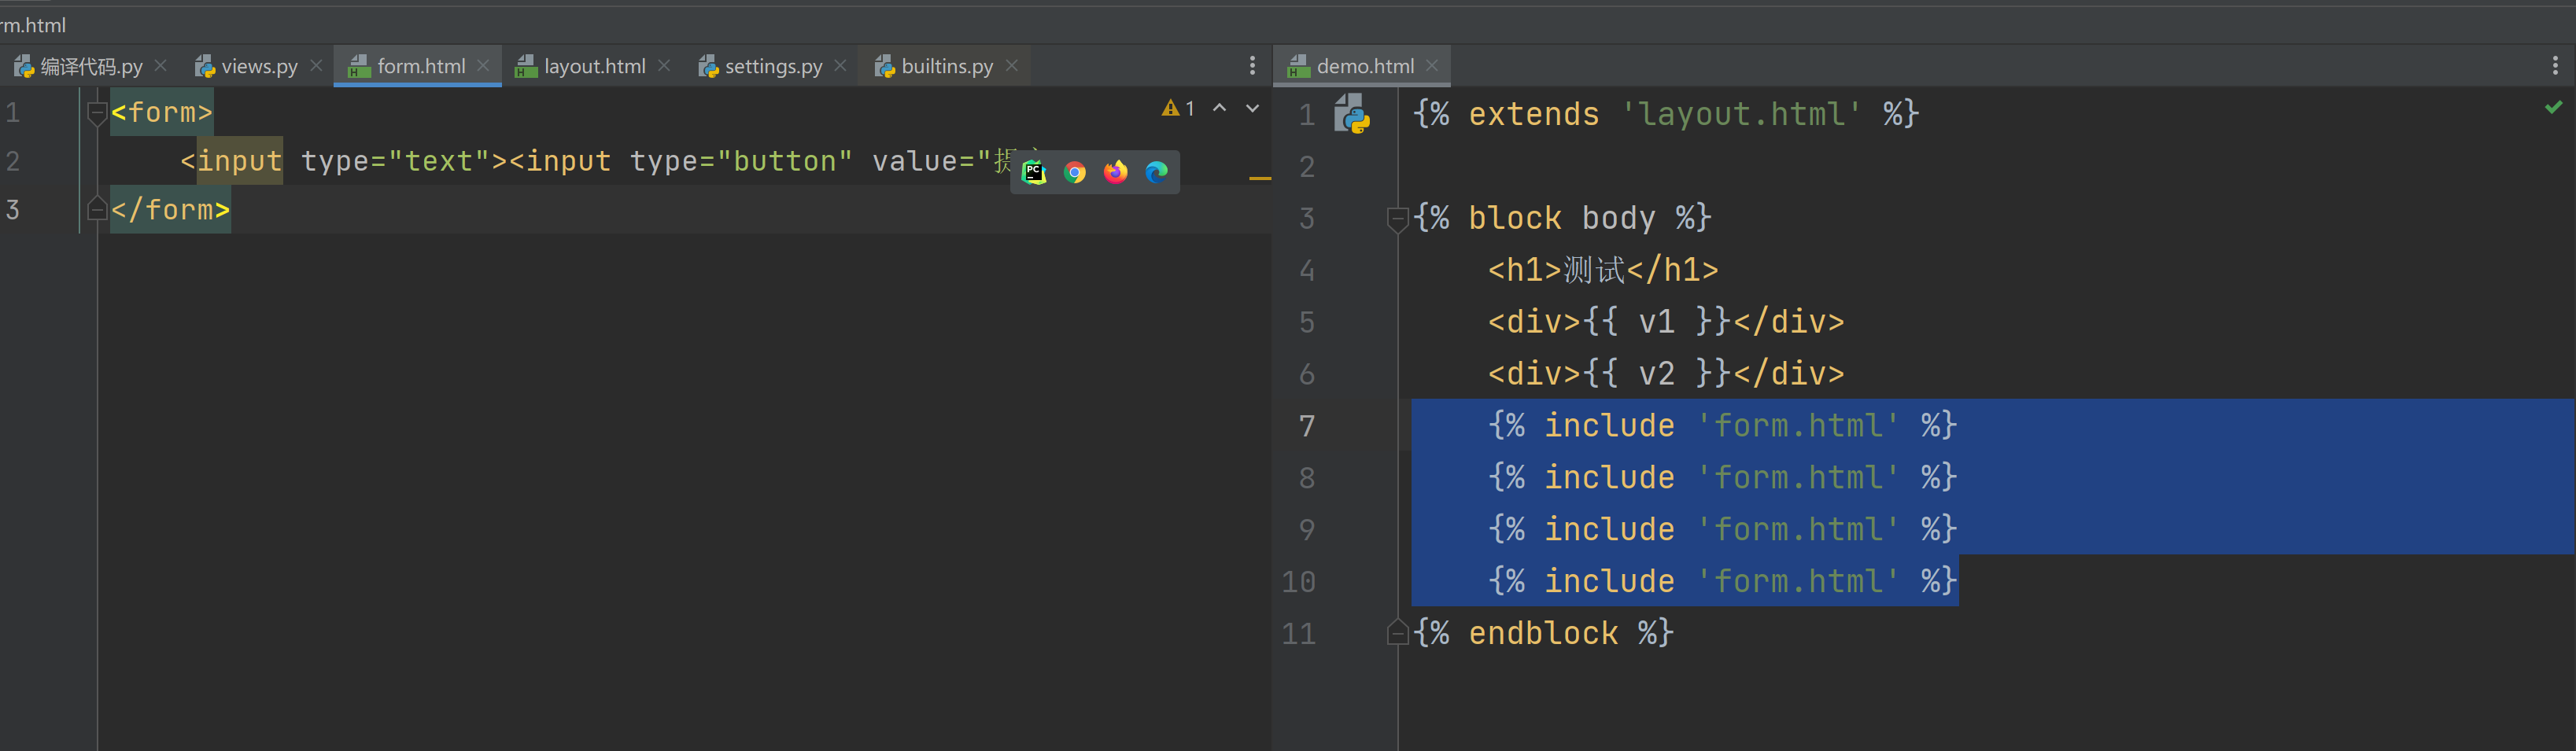 rm.html
编译代码.py views.py form.html layout.html settings.py builtins.py demo.html
1 <form>
2 <input type="text"><input type="button" value="提
3 </form>
1
PC
1 {% extends 'layout.html' %}
2
3 {% block body %}
4 <h1>测试</h1>
5 <div>{{ v1 }}</div>
6 <div>{{ v2 }}</div>
7 {% include 'form.html' %}
8 {% include 'form.html' %}
9 {% include 'form.html' %}
10 {% include 'form.html' %}
11 {% endblock %}